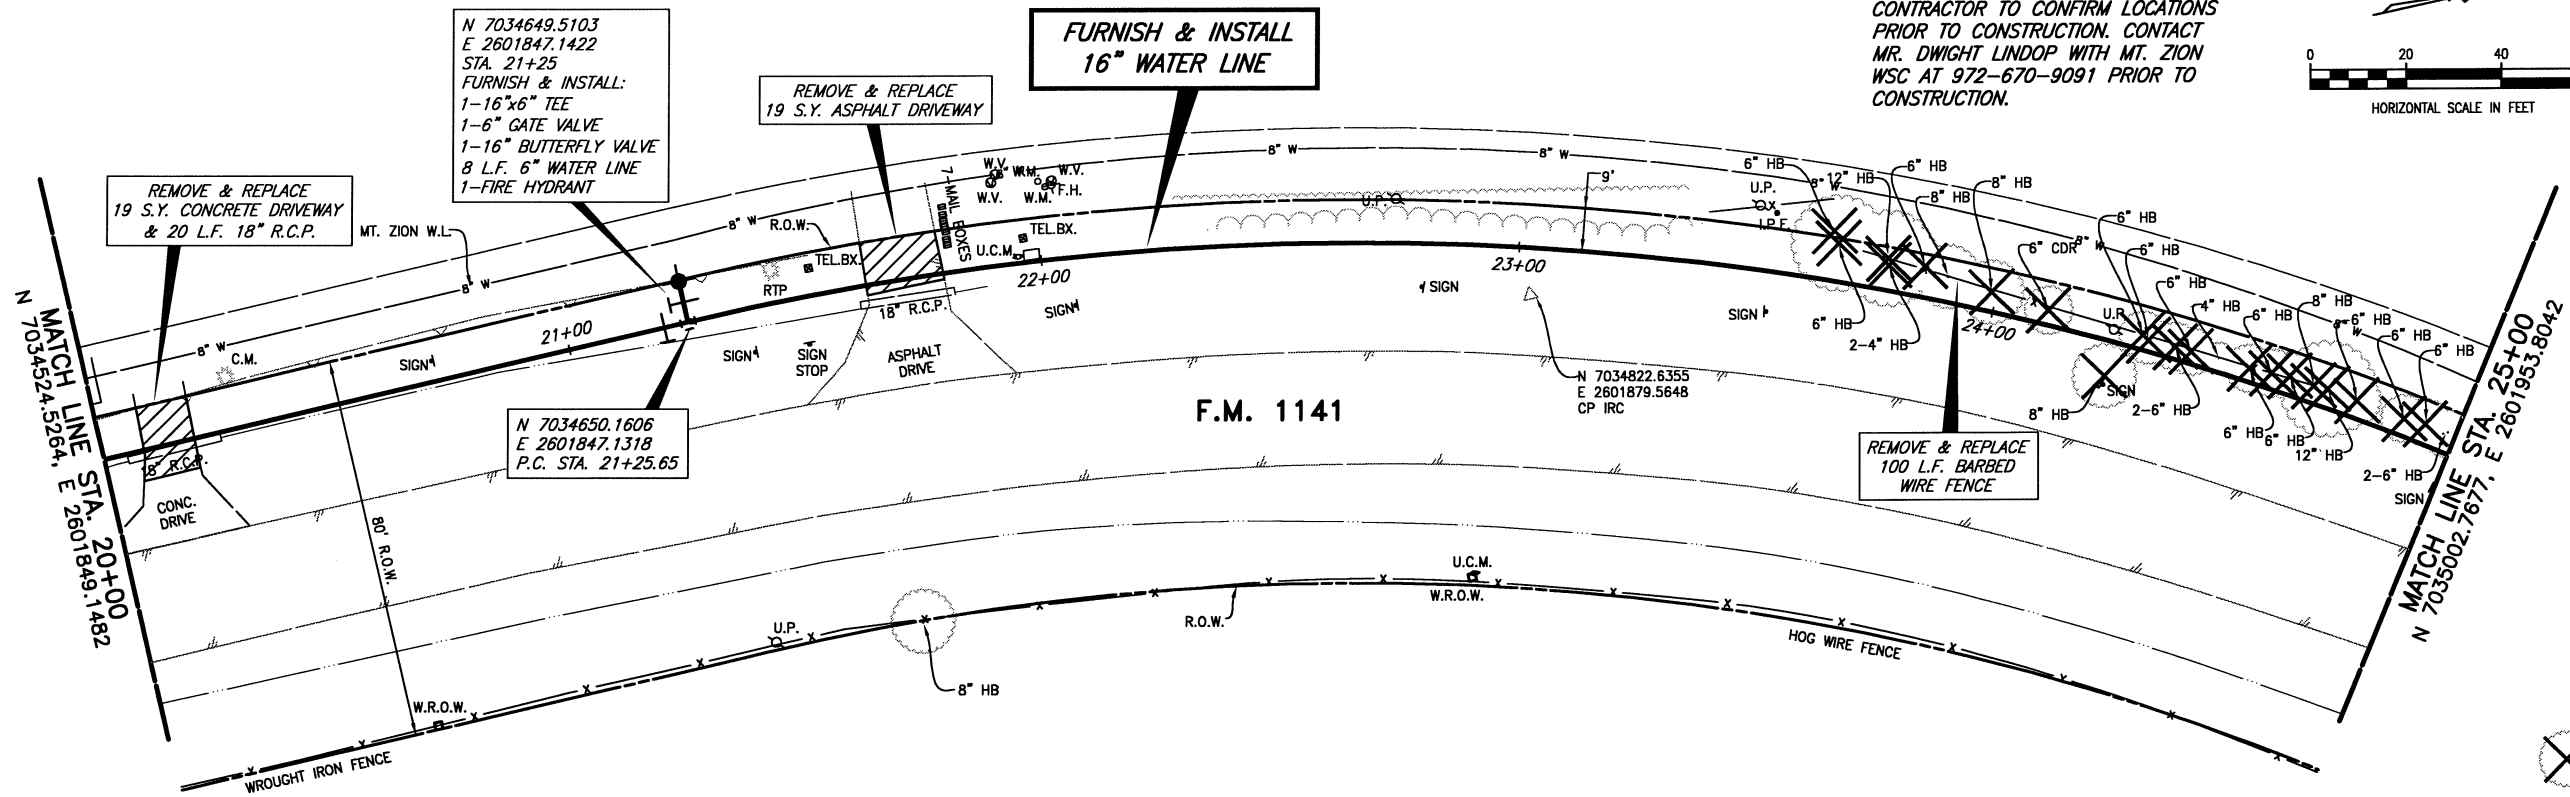 N 7034649.5103
E 2601847.1422
STA. 21+25
FURNISH & INSTALL:
1-16"x6" TEE
1-6" GATE VALVE
1-16" BUTTERFLY VALVE
8 L.F. 6" WATER LINE
1-FIRE HYDRANT
FURNISH & INSTALL
16" WATER LINE
REMOVE & REPLACE
19 S.Y. ASPHALT DRIVEWAY
CONTRACTOR TO CONFIRM LOCATIONS
PRIOR TO CONSTRUCTION. CONTACT
MR. DWIGHT LINDOP WITH MT. ZION
WSC AT 972-670-9091 PRIOR TO
CONSTRUCTION.
0 20 40
HORIZONTAL SCALE IN FEET
REMOVE & REPLACE
19 S.Y. CONCRETE DRIVEWAY
& 20 L.F. 18" R.C.P.
MT. ZION W.L.
8" W
8" W
8" W
8" W
8" W
8" W
8" W
R.O.W.
TEL.BX.
RTP
7-MAIL BOXES
W.V.
W.M.
W.V.
W.V.
W.M.
F.H.
TEL.BX.
U.C.M.
U.P.
9'
U.P.
I.P.F.
6" HB
12" HB
6" HB
8" HB
8" HB
6" HB
6" CDR
6" HB
6" HB
6" HB
4" HB
6" HB
8" HB
6" HB
6" HB
6" HB
U.P.
C.M.
SIGN
21+00
SIGN
SIGN
STOP
18" R.C.P.
ASPHALT
DRIVE
22+00
SIGN
SIGN
23+00
SIGN
6" HB
2-4" HB
24+00
N 7034822.6355
E 2601879.5648
CP IRC
8" HB
SIGN
2-6" HB
6" HB
6" HB
12" HB
2-6" HB
SIGN
N 7034650.1606
E 2601847.1318
P.C. STA. 21+25.65
F.M. 1141
REMOVE & REPLACE
100 L.F. BARBED
WIRE FENCE
18" R.C.P.
CONC.
DRIVE
80' R.O.W.
MATCH LINE STA. 20+00
N 7034524.5264, E 2601849.1482
MATCH LINE STA. 25+00
N 7035002.7677, E 2601953.8042
U.C.M.
W.R.O.W.
R.O.W.
U.P.
8" HB
HOG WIRE FENCE
W.R.O.W.
WROUGHT IRON FENCE